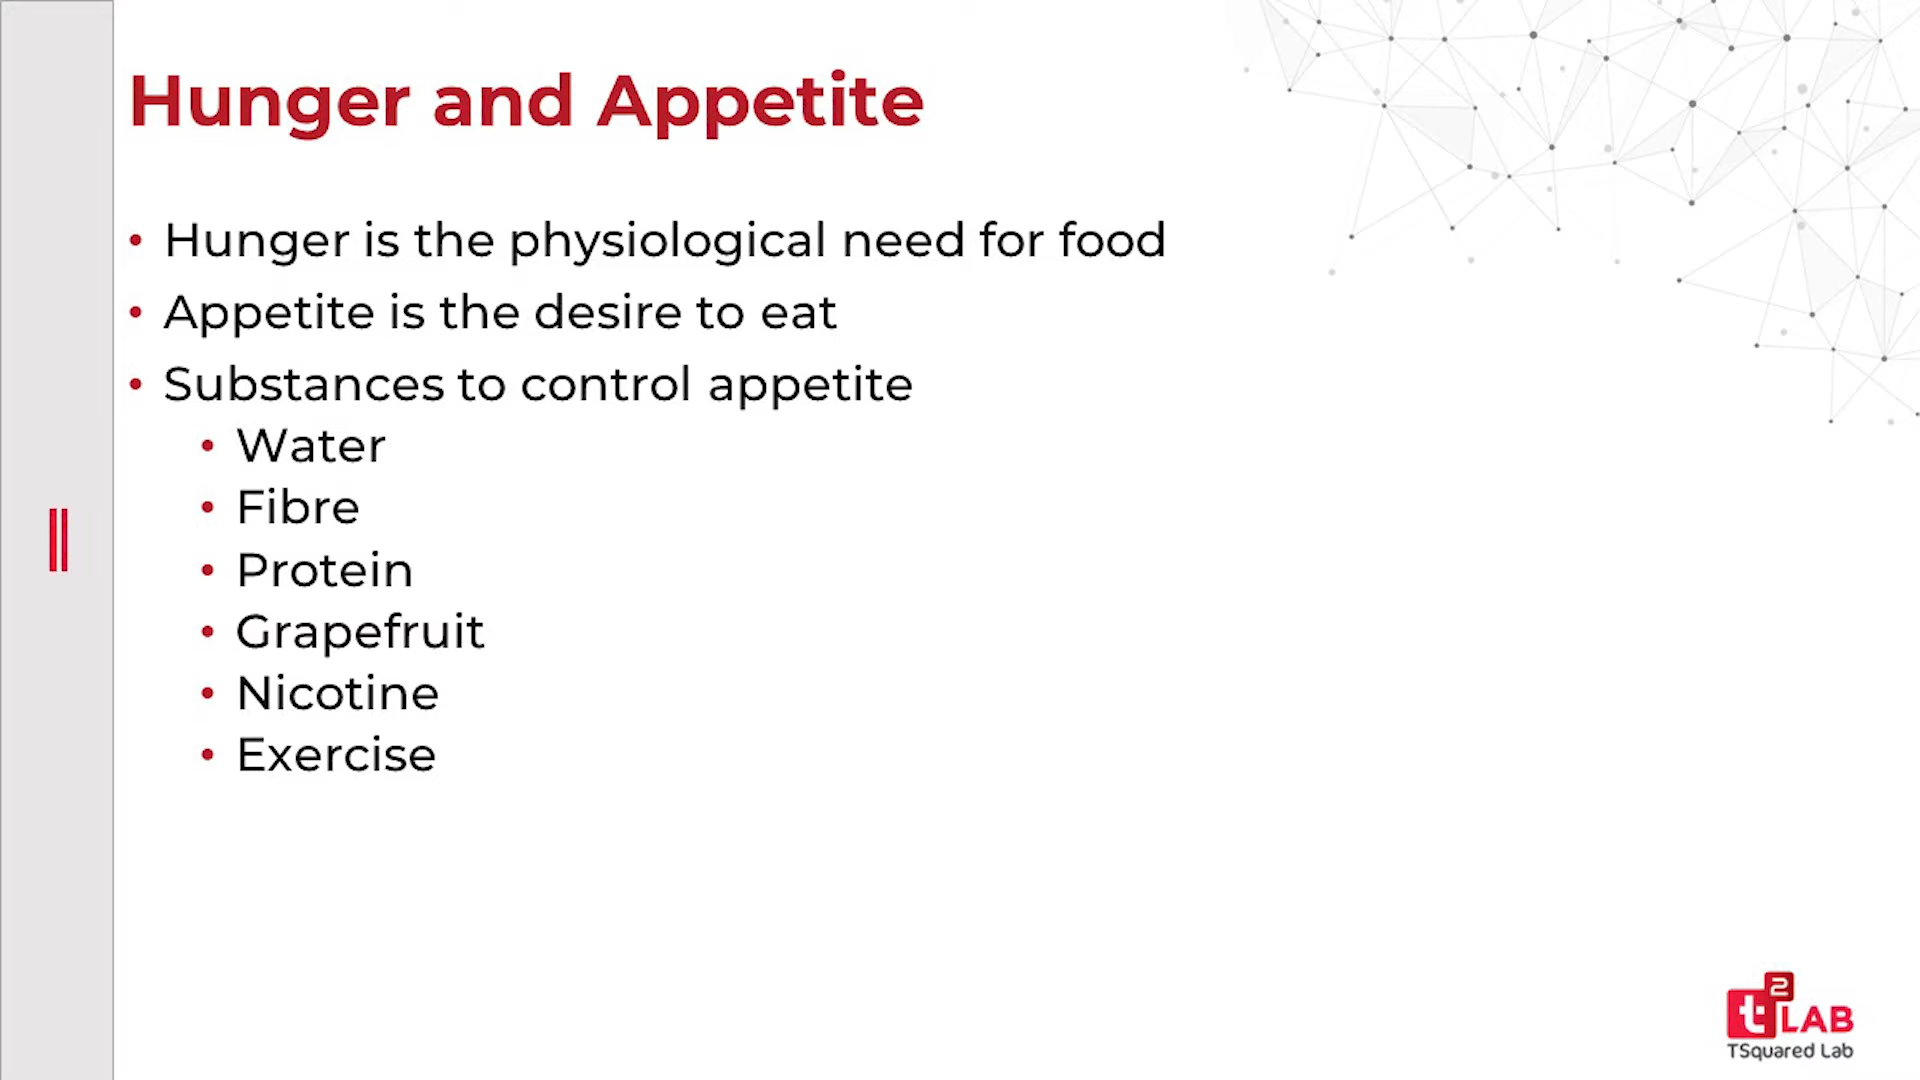 Hunger and Appetite
• Hunger is the physiological need for food
• Appetite is the desire to eat
• Substances to control appetite
• Water
• Fibre
• Protein
• Grapefruit
• Nicotine
• Exercise
t2 LAB
TSquared Lab